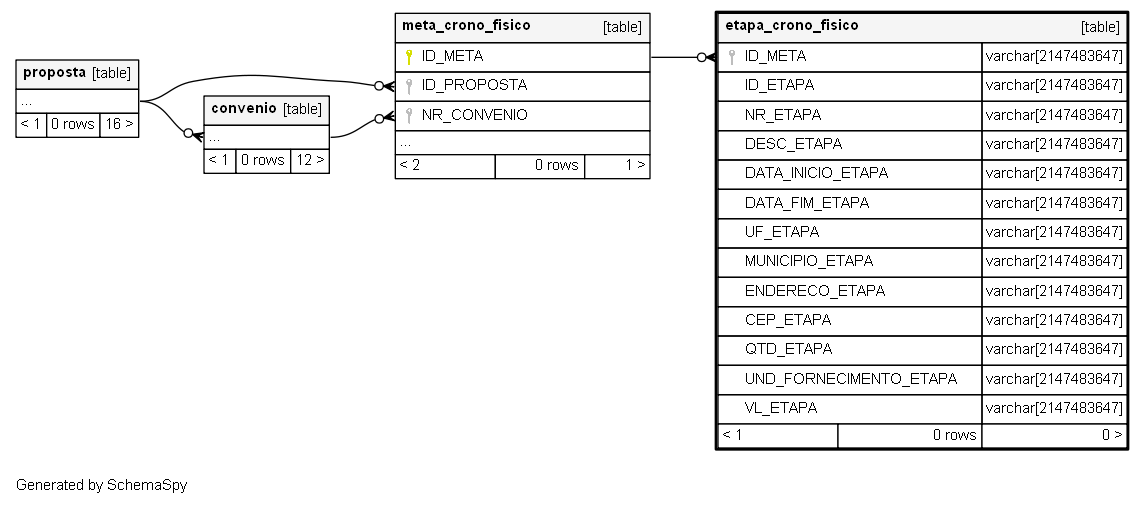 proposta [table]
...
< 1 0 rows 16 >
convenio [table]
...
< 1 0 rows 12 >
meta_crono_fisico [table]
ID_META
ID_PROPOSTA
NR_CONVENIO
...
< 2 0 rows 1 >
etapa_crono_fisico [table]
ID_META varchar[2147483647]
ID_ETAPA varchar[2147483647]
NR_ETAPA varchar[2147483647]
DESC_ETAPA varchar[2147483647]
DATA_INICIO_ETAPA varchar[2147483647]
DATA_FIM_ETAPA varchar[2147483647]
UF_ETAPA varchar[2147483647]
MUNICIPIO_ETAPA varchar[2147483647]
ENDERECO_ETAPA varchar[2147483647]
CEP_ETAPA varchar[2147483647]
QTD_ETAPA varchar[2147483647]
UND_FORNECIMENTO_ETAPA varchar[2147483647]
VL_ETAPA varchar[2147483647]
< 1 0 rows 0 >
Generated by SchemaSpy